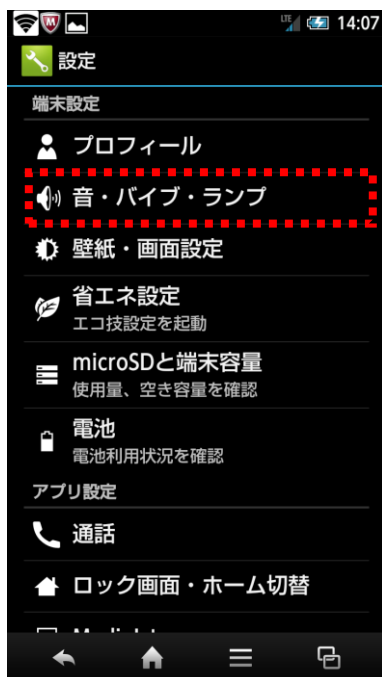 LTE 14:07
設定
端末設定
プロフィール
音・バイブ・ランプ
壁紙・画面設定
省エネ設定
エコ技設定を起動
microSDと端末容量
使用量、空き容量を確認
電池
電池利用状況を確認
アプリ設定
通話
ロック画面・ホーム切替